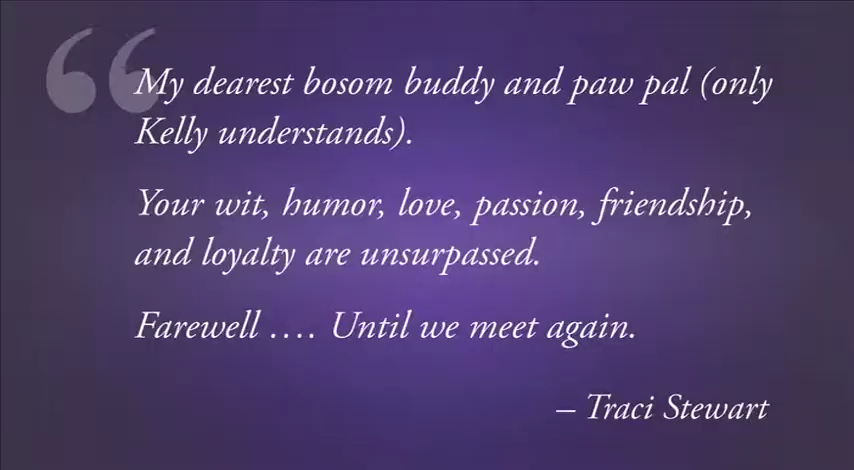 “
My dearest bosom buddy and paw pal (only
Kelly understands).
Your wit, humor, love, passion, friendship,
and loyalty are unsurpassed.
Farewell …. Until we meet again.
– Traci Stewart